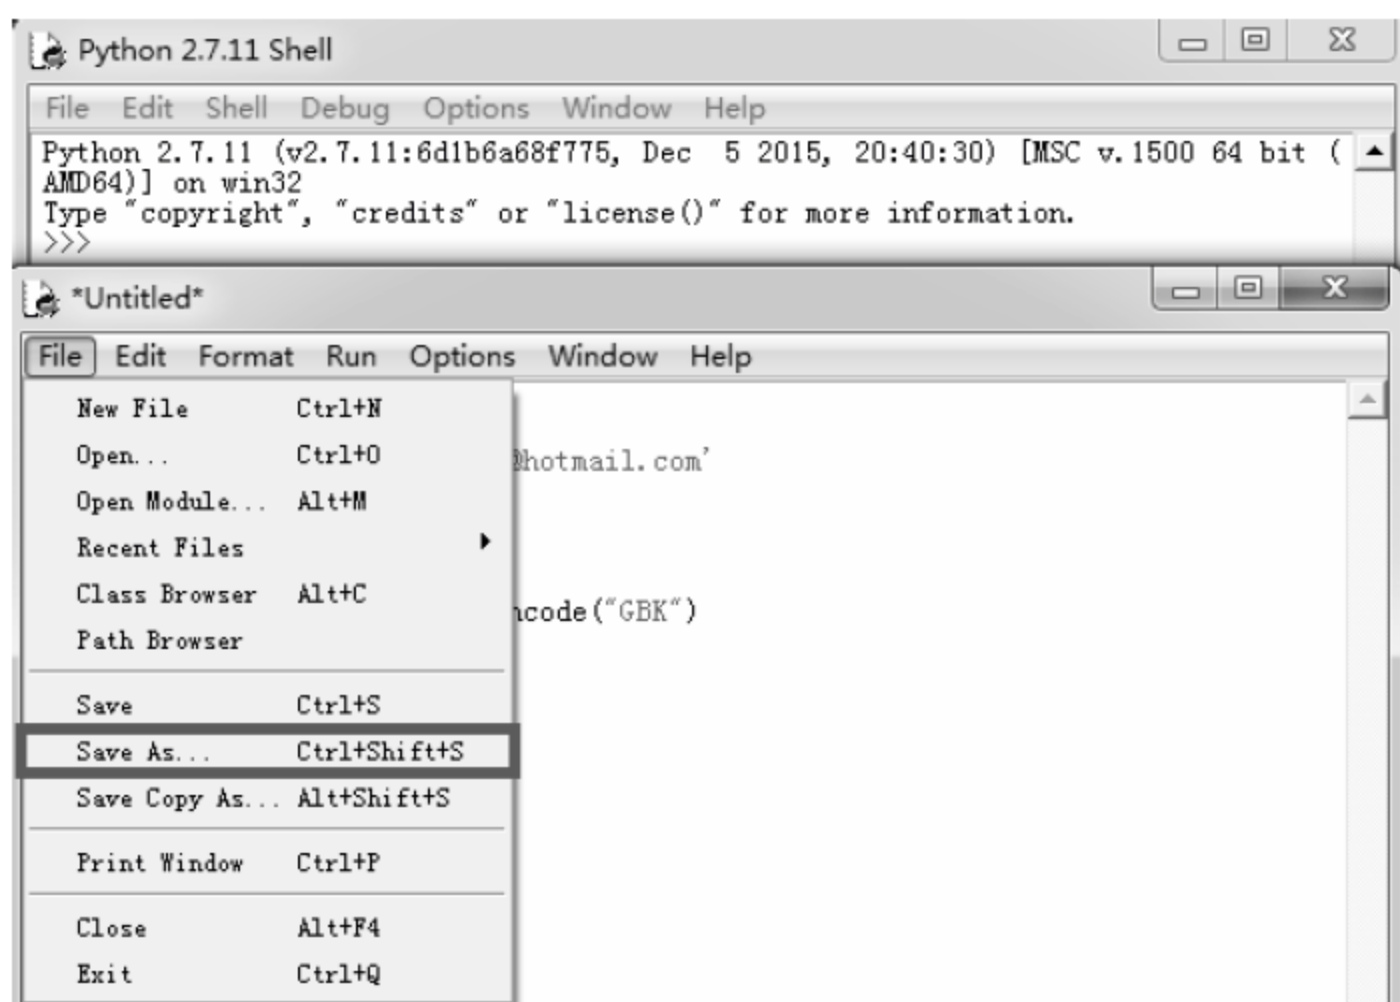 Python 2.7.11 Shell
File Edit Shell Debug Options Window Help
Python 2.7.11 (v2.7.11:6d1b6a68f775, Dec  5 2015, 20:40:30) [MSC v.1500 64 bit (
AMD64)] on win32
Type "copyright", "credits" or "license()" for more information.
>>>
*Untitled*
File Edit Format Run Options Window Help
New File Ctrl+N
Open... Ctrl+O
@hotmail.com'
Open Module... Alt+M
Recent Files
Class Browser Alt+C
ncode("GBK")
Path Browser
Save Ctrl+S
Save As... Ctrl+Shift+S
Save Copy As... Alt+Shift+S
Print Window Ctrl+P
Close Alt+F4
Exit Ctrl+Q